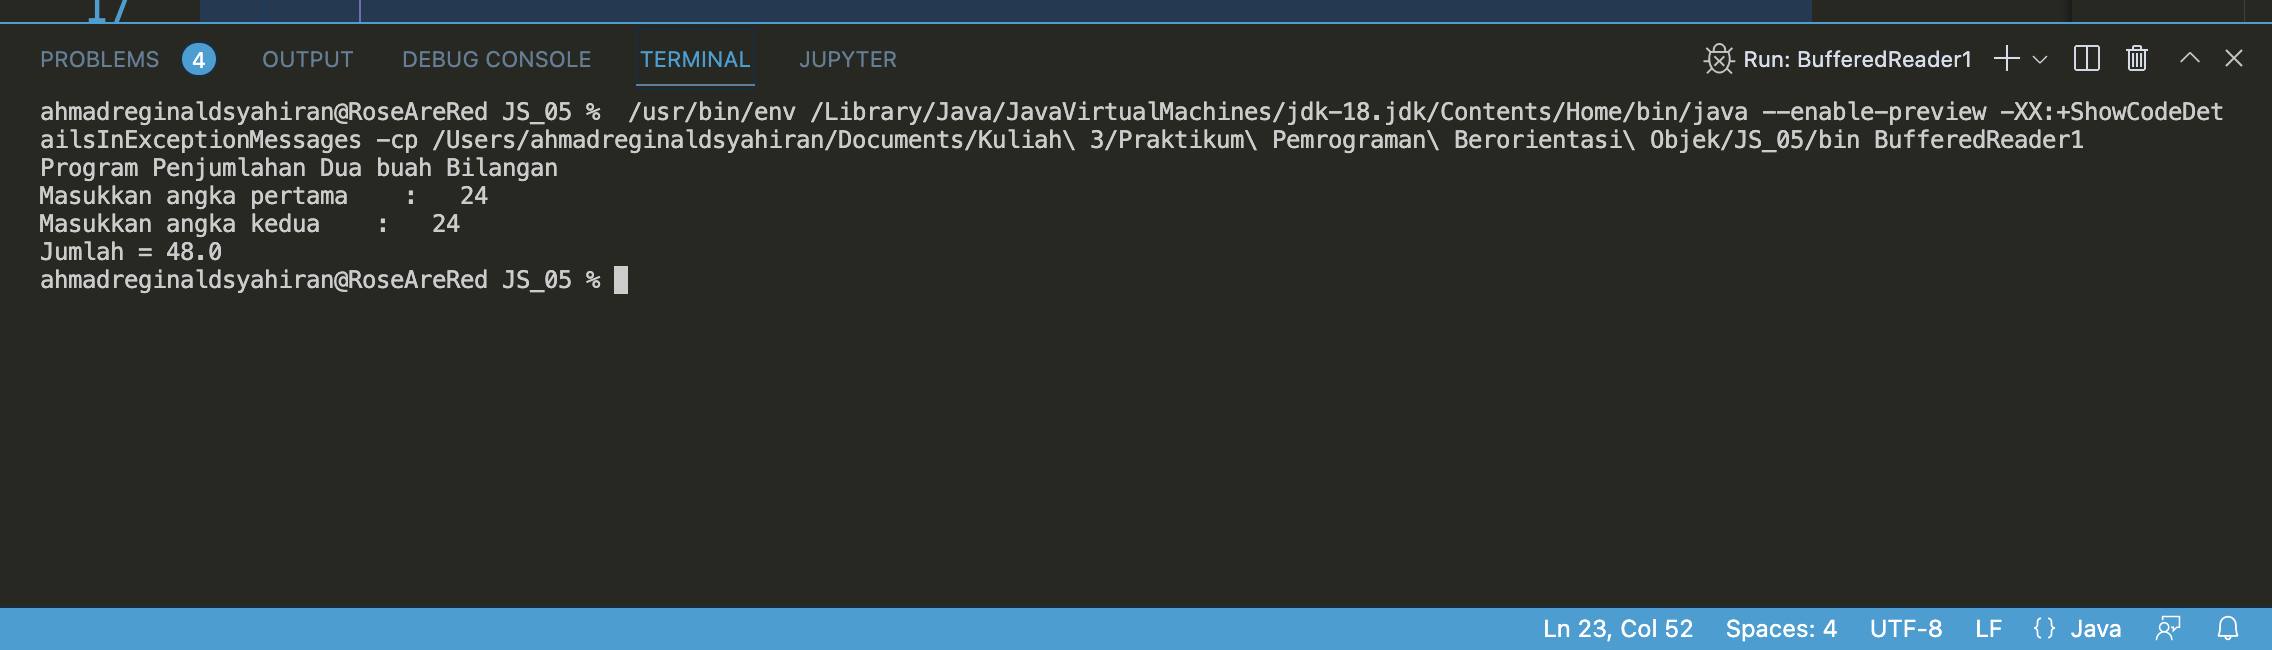 17
PROBLEMS 4 OUTPUT DEBUG CONSOLE TERMINAL JUPYTER Run: BufferedReader1
ahmadreginaldsyahiran@RoseAreRed JS_05 %  /usr/bin/env /Library/Java/JavaVirtualMachines/jdk-18.jdk/Contents/Home/bin/java --enable-preview -XX:+ShowCodeDet
ailsInExceptionMessages -cp /Users/ahmadreginaldsyahiran/Documents/Kuliah\ 3/Praktikum\ Pemrograman\ Berorientasi\ Objek/JS_05/bin BufferedReader1
Program Penjumlahan Dua buah Bilangan
Masukkan angka pertama    :   24
Masukkan angka kedua    :   24
Jumlah = 48.0
ahmadreginaldsyahiran@RoseAreRed JS_05 %
Ln 23, Col 52 Spaces: 4 UTF-8 LF {} Java